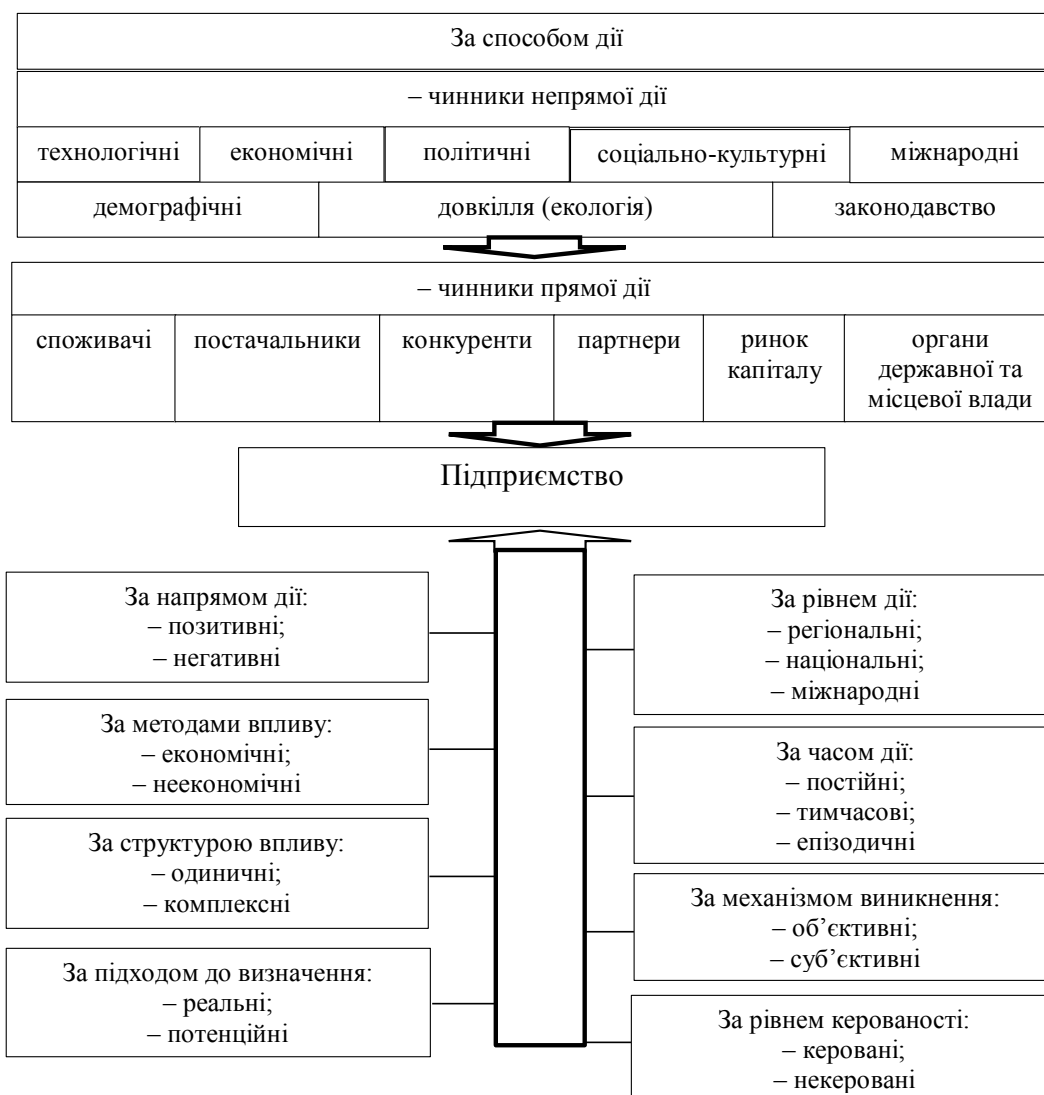 За способом дії
– чинники непрямої дії
технологічні економічні політичні соціально-культурні міжнародні
демографічні довкілля (екологія) законодавство
– чинники прямої дії
споживачі постачальники конкуренти партнери ринок капіталу органи державної та місцевої влади
Підприємство
За напрямом дії:
– позитивні;
– негативні
За методами впливу:
– економічні;
– неекономічні
За структурою впливу:
– одиничні;
– комплексні
За підходом до визначення:
– реальні;
– потенційні
За рівнем дії:
– регіональні;
– національні;
– міжнародні
За часом дії:
– постійні;
– тимчасові;
– епізодичні
За механізмом виникнення:
– об’єктивні;
– суб’єктивні
За рівнем керованості:
– керовані;
– некеровані